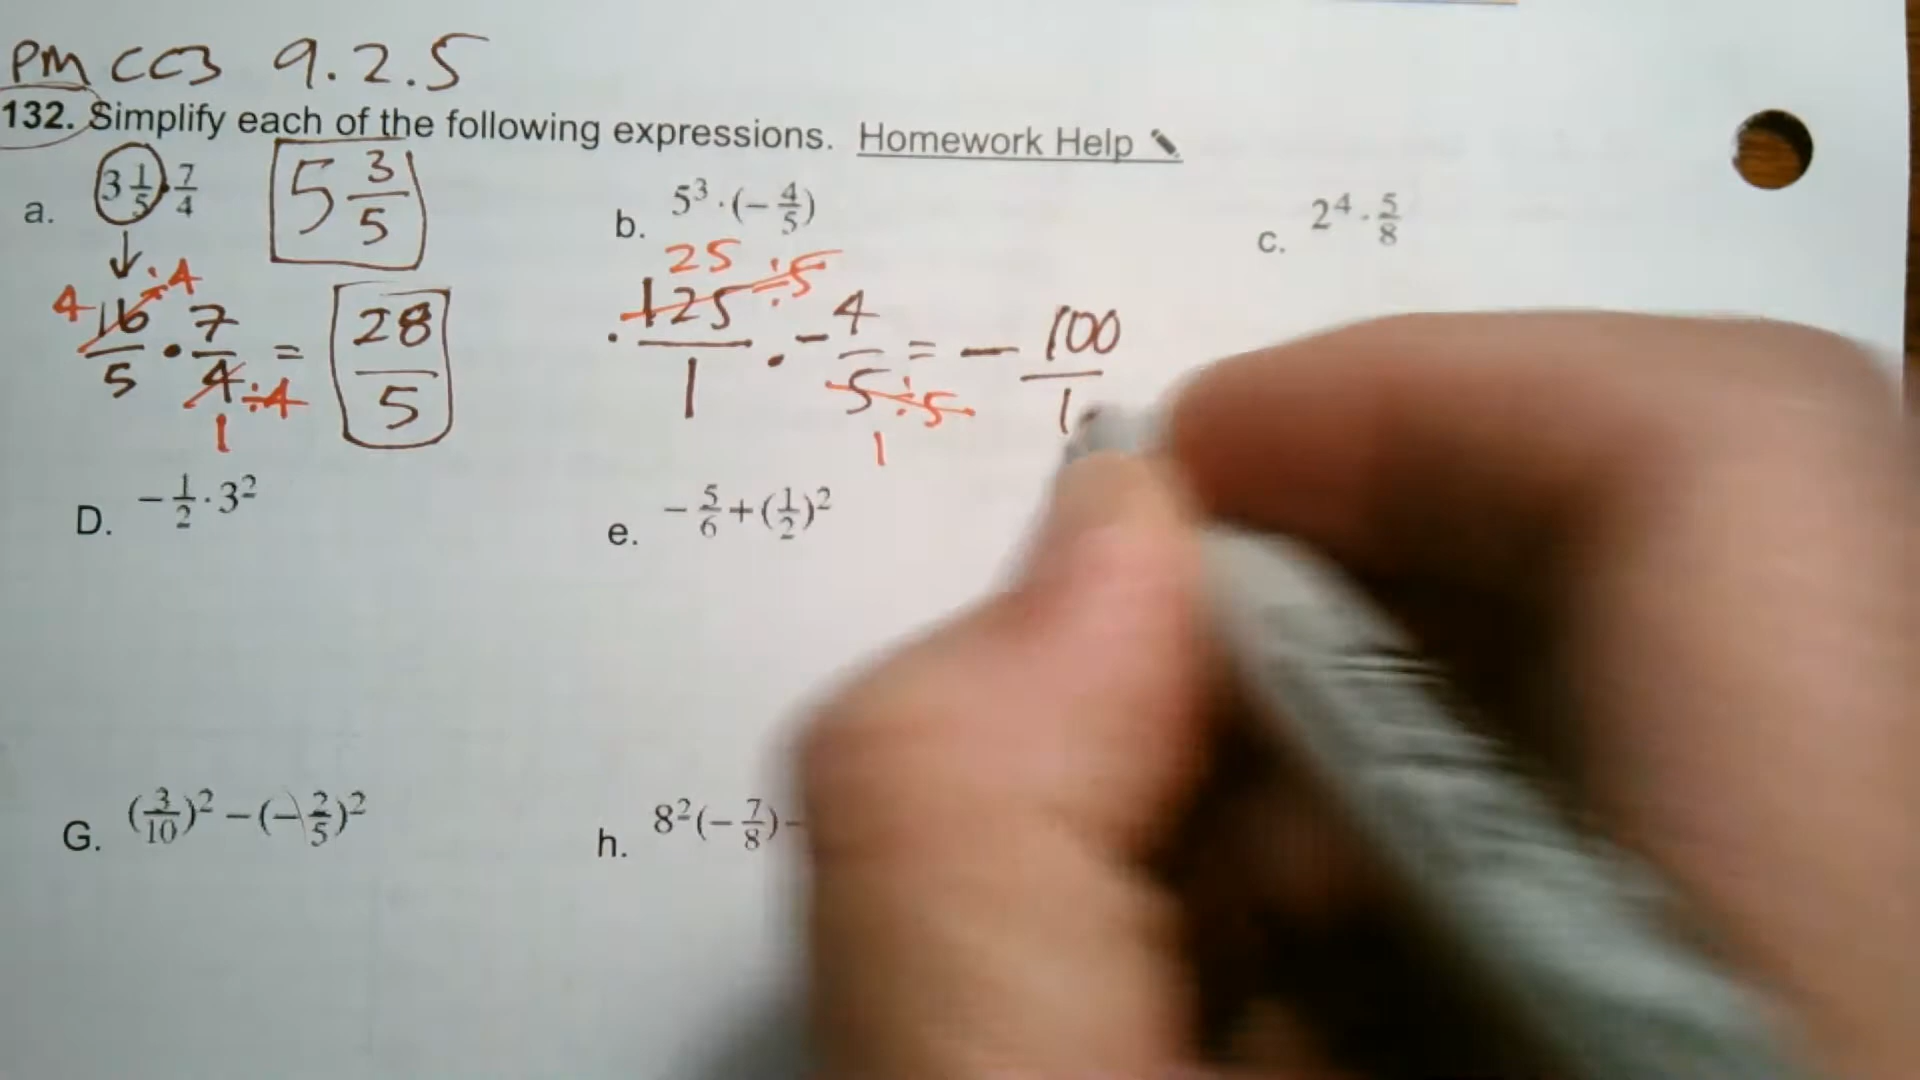 PM CC3 9.2.5
132. Simplify each of the following expressions. Homework Help
a. 3 1/5 · 7/4
5 3/5
4 16/5 ÷4 · 7/4 ÷4 1 = 28/5
b. 5³ · (− 4/5)
25
· 125/1 ÷5 · − 4/5 ÷5 = − 100/1
1
c. 2⁴ · 5/8
D. − 1/2 · 3²
e. − 5/6 + (1/2)²
G. (3/10)² − (− 2/5)²
h. 8²(− 7/8) −